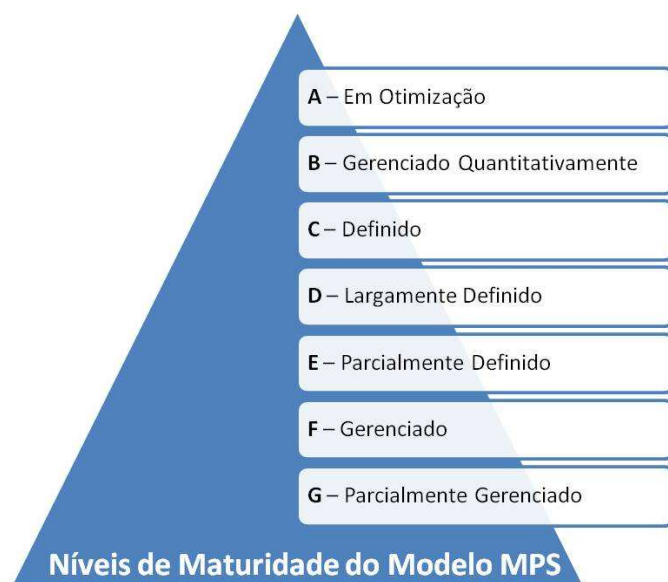 A – Em Otimização
B – Gerenciado Quantitativamente
C – Definido
D – Largamente Definido
E – Parcialmente Definido
F – Gerenciado
G – Parcialmente Gerenciado
Níveis de Maturidade do Modelo MPS